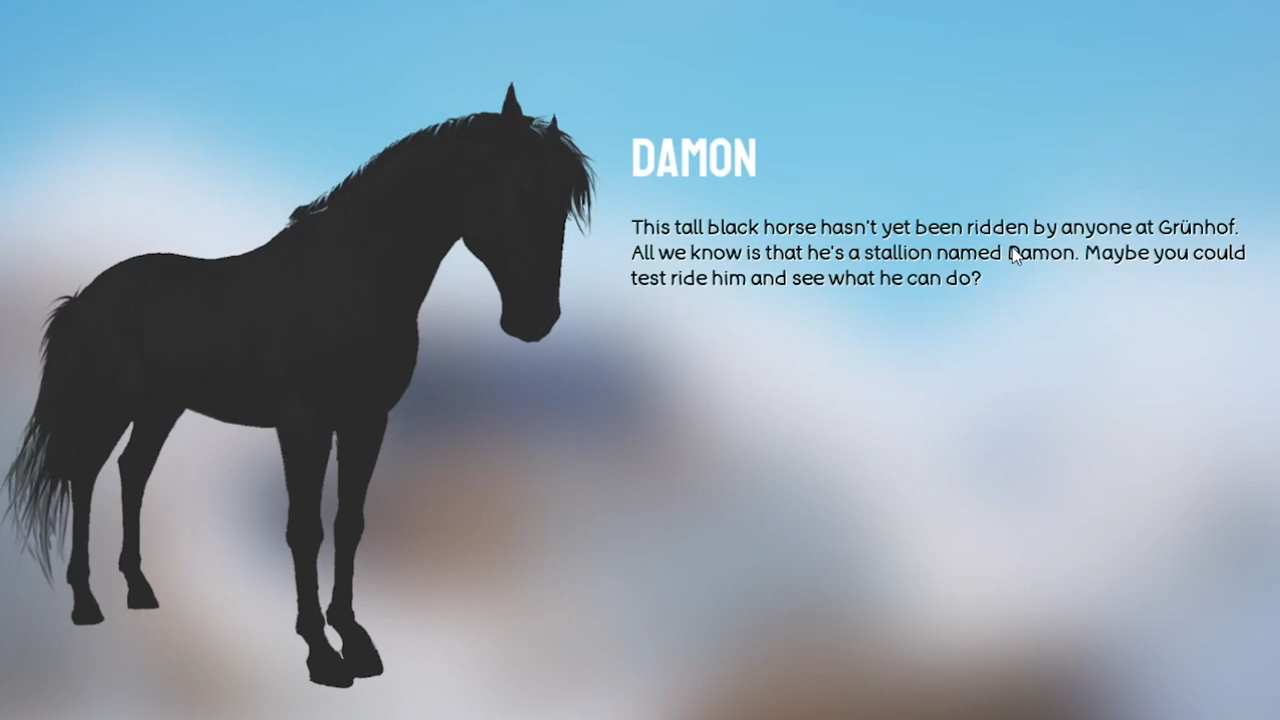 DAMON
This tall black horse hasn't yet been ridden by anyone at Grünhof.
All we know is that he's a stallion named Damon. Maybe you could
test ride him and see what he can do?